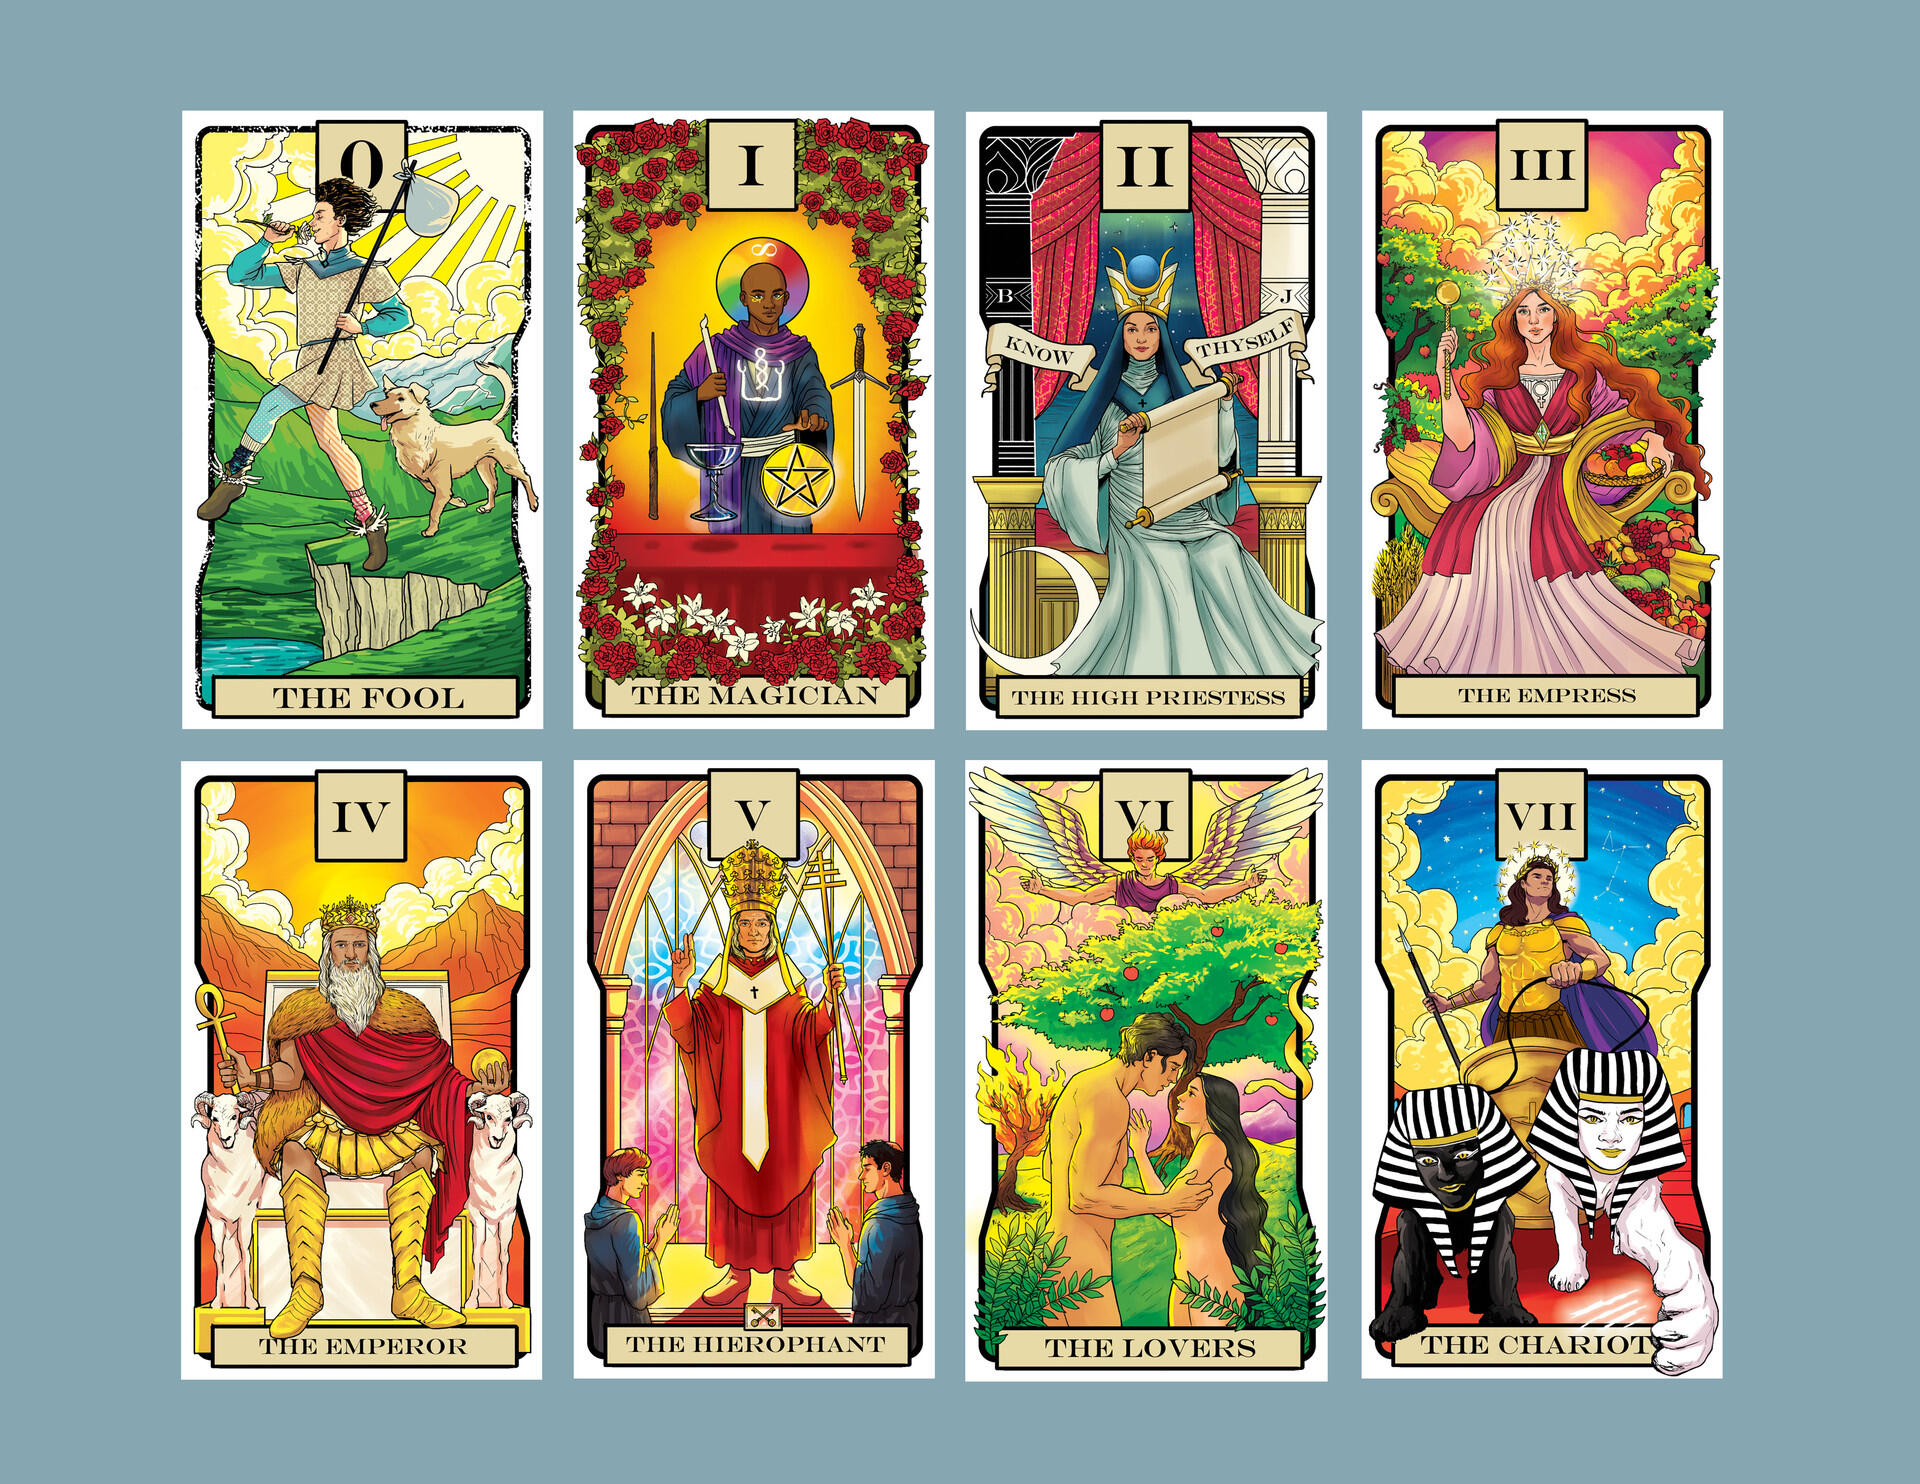 0
THE FOOL
I
THE MAGICIAN
II
B
J
KNOW THYSELF
THE HIGH PRIESTESS
III
THE EMPRESS
IV
THE EMPEROR
V
THE HIEROPHANT
VI
THE LOVERS
VII
THE CHARIOT